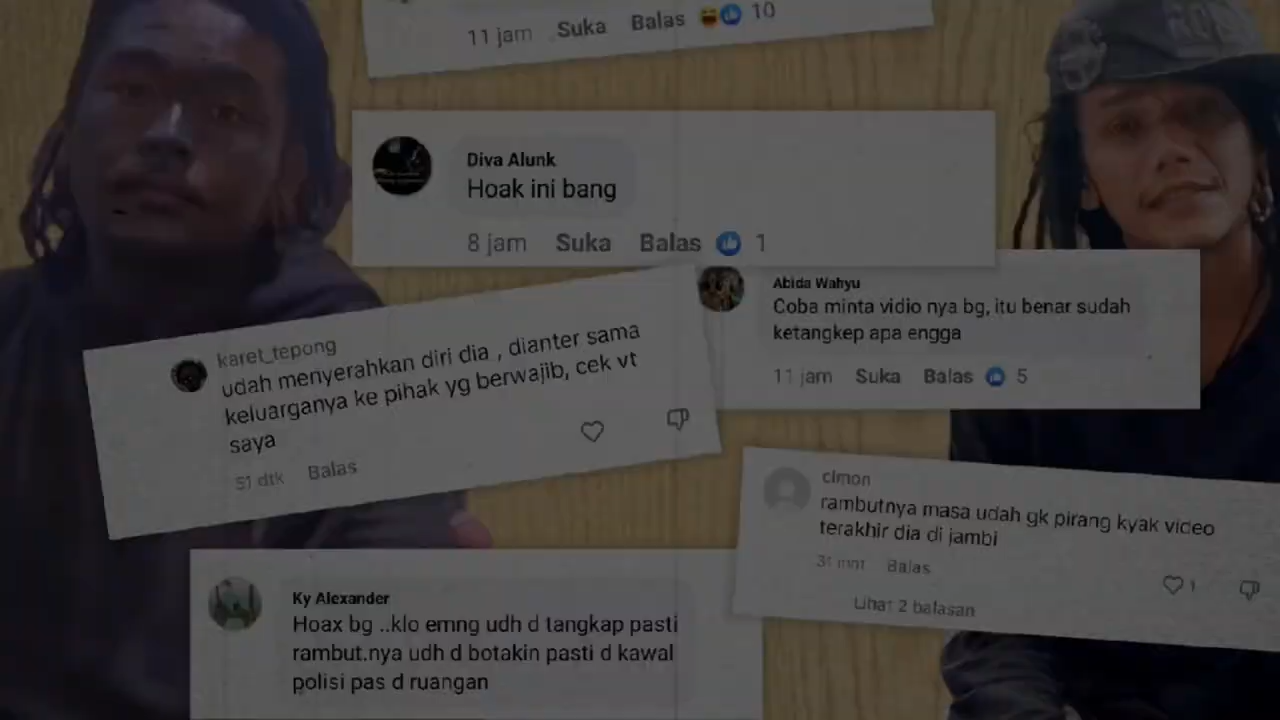 11 jam Suka Balas 10
Diva Alunk
Hoak ini bang
8 jam Suka Balas 1
Abida Wahyu
Coba minta vidio nya bg, itu benar sudah
ketangkep apa engga
11 jam Suka Balas 5
karet_tepong
udah menyerahkan diri dia , dianter sama
keluarganya ke pihak yg berwajib, cek vt
saya
51 dtk Balas
clmon
rambutnya masa udah gk pirang kyak video
terakhir dia di jambi
31 mnt Balas
1
Lihat 2 balasan
Ky Alexander
Hoax bg ..klo emng udh d tangkap pasti
rambut.nya udh d botakin pasti d kawal
polisi pas d ruangan